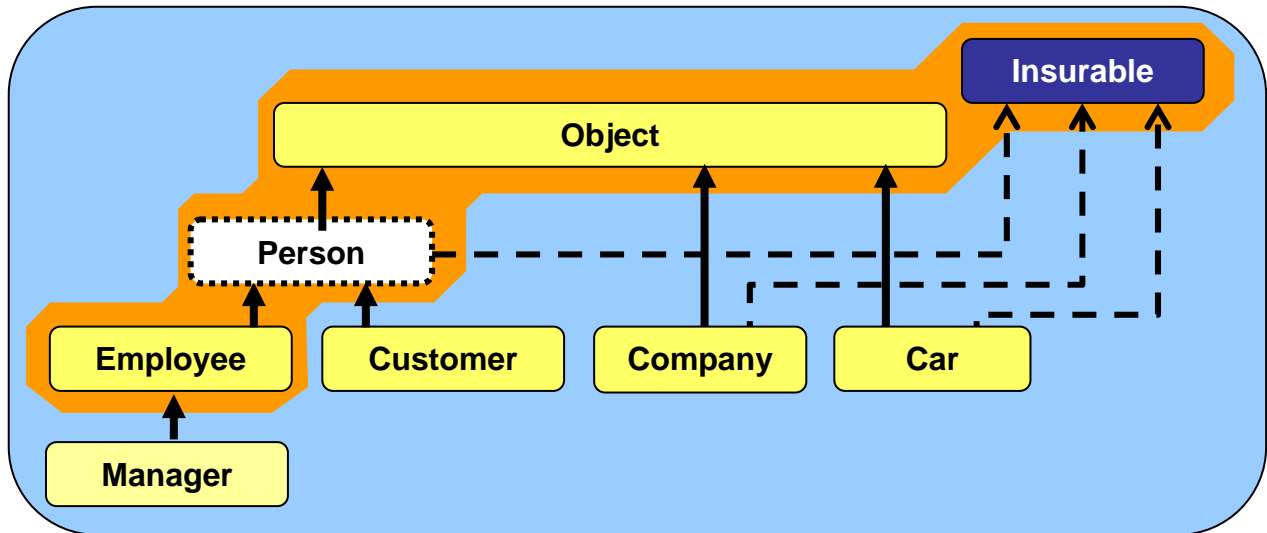 Insurable
Object
Person
Employee
Customer
Company
Car
Manager